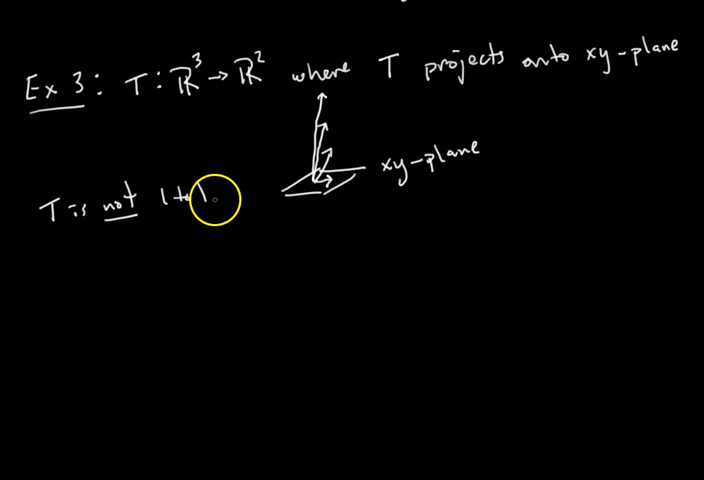 Ex 3: T: ℝ³ → ℝ² where T projects onto xy-plane
xy-plane
T is not 1 to 1.